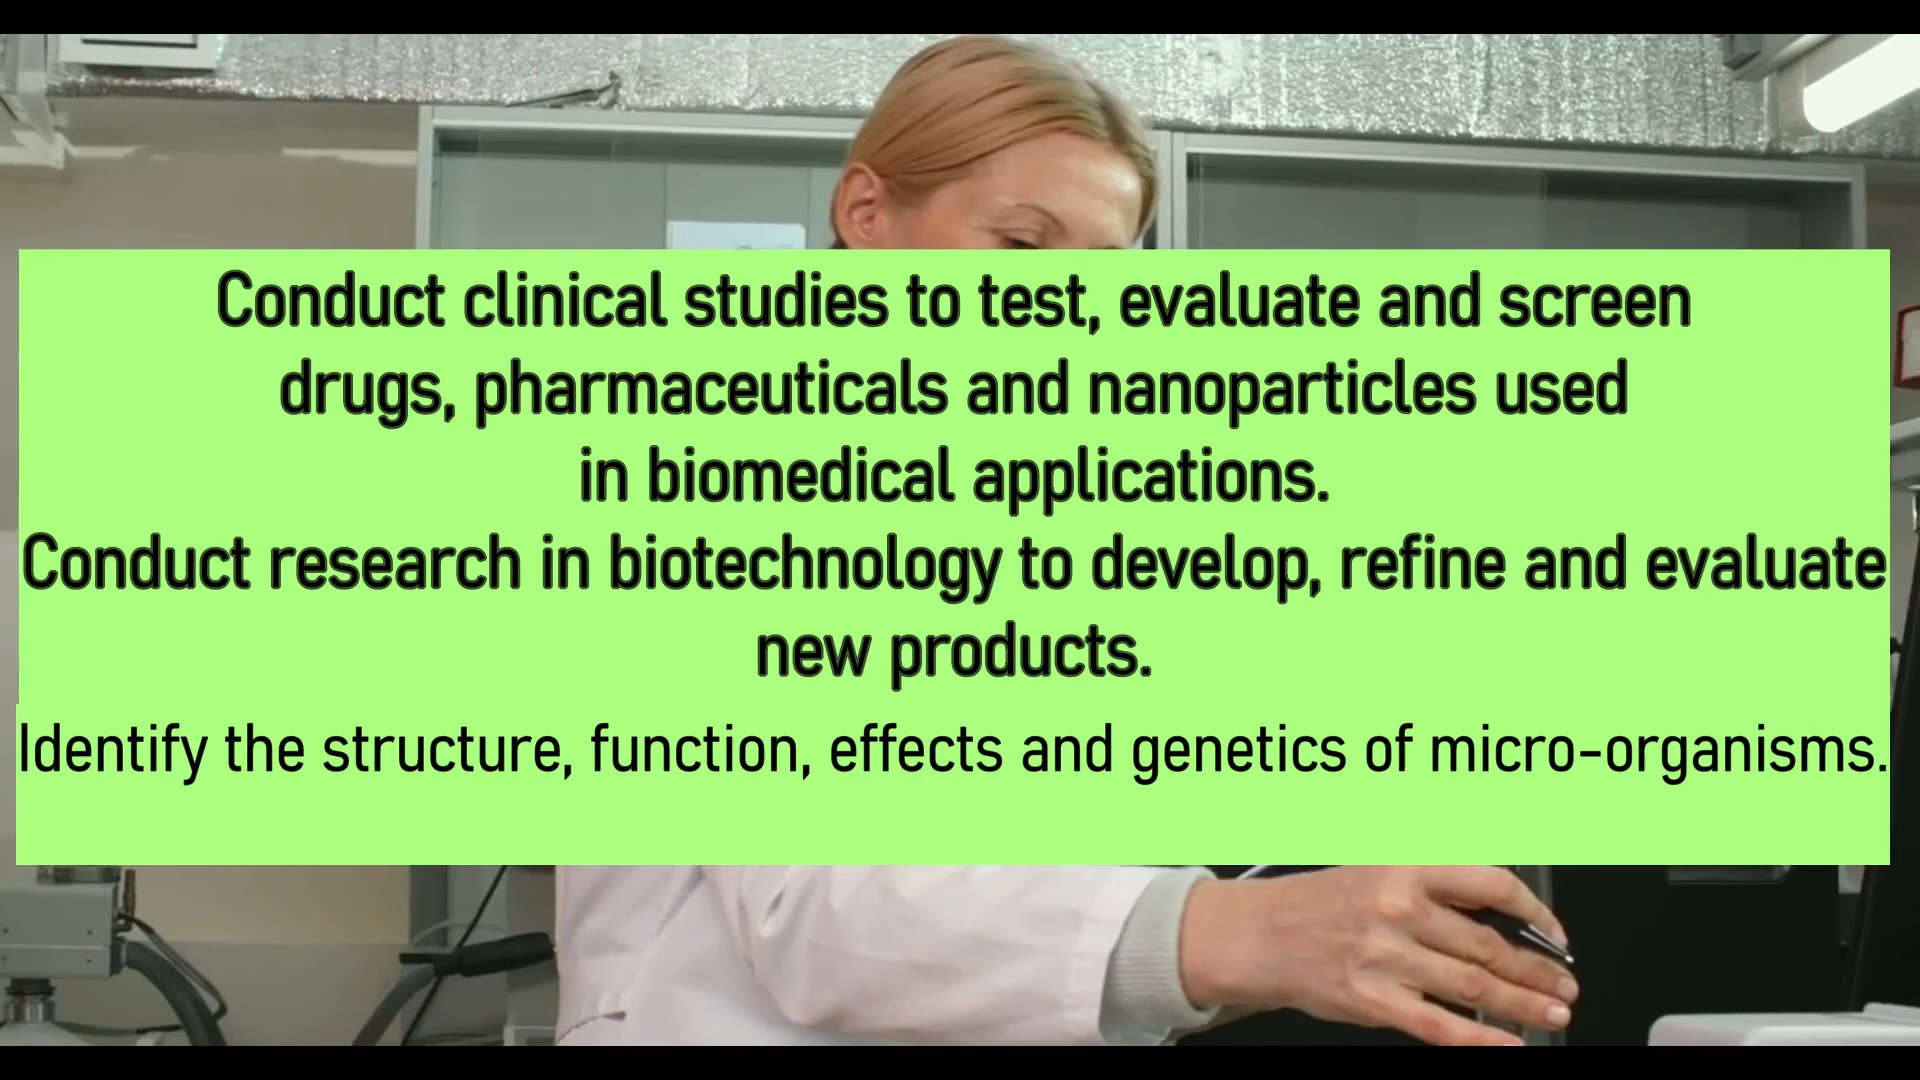 Conduct clinical studies to test, evaluate and screen
drugs, pharmaceuticals and nanoparticles used
in biomedical applications.
Conduct research in biotechnology to develop, refine and evaluate
new products.
Identify the structure, function, effects and genetics of micro-organisms.